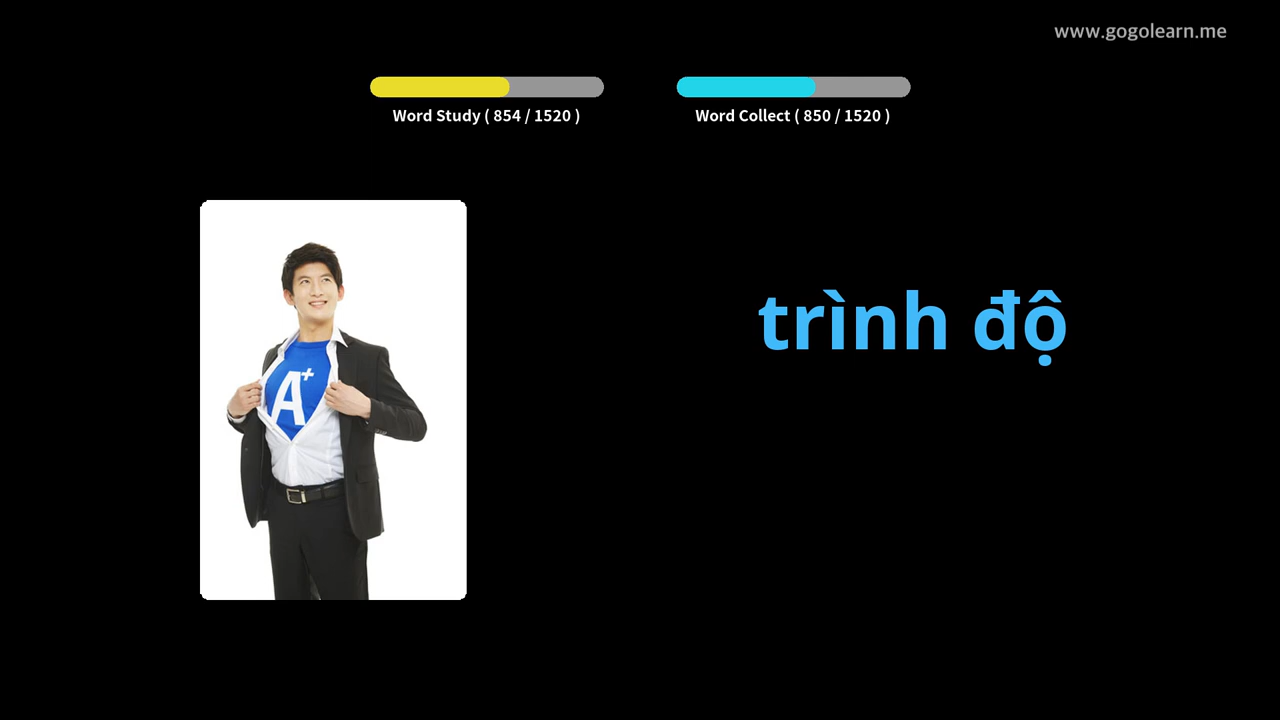 www.gogolearn.me
Word Study ( 854 / 1520 )
Word Collect ( 850 / 1520 )
A+
trình độ